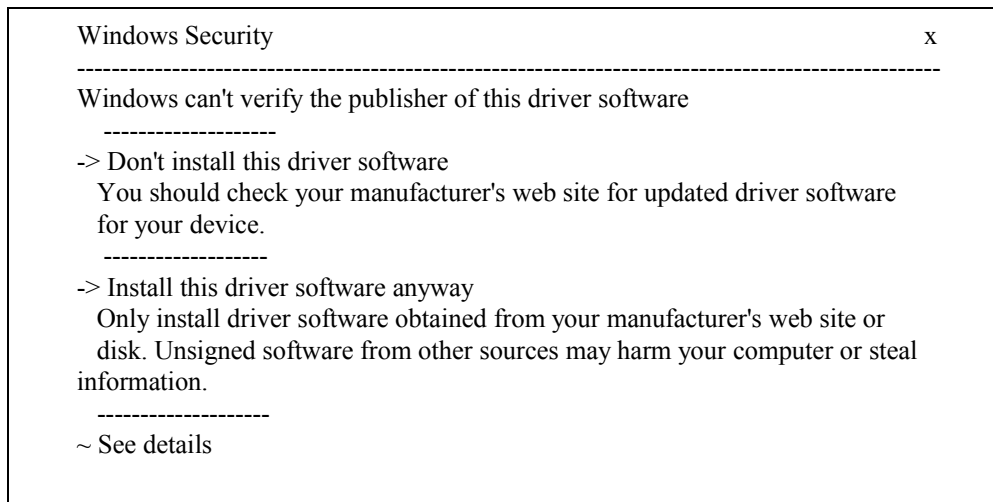 Windows Security x
----------------------------------------------------------------------------------------------------
Windows can't verify the publisher of this driver software
--------------------
-> Don't install this driver software
You should check your manufacturer's web site for updated driver software
for your device.
-------------------
-> Install this driver software anyway
Only install driver software obtained from your manufacturer's web site or
disk. Unsigned software from other sources may harm your computer or steal
information.
--------------------
~ See details